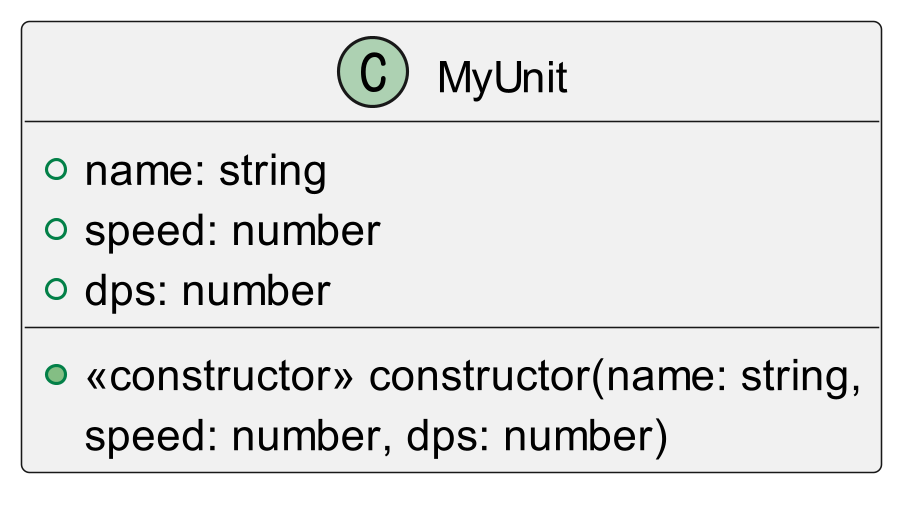 C MyUnit
name: string
speed: number
dps: number
«constructor» constructor(name: string,
speed: number, dps: number)